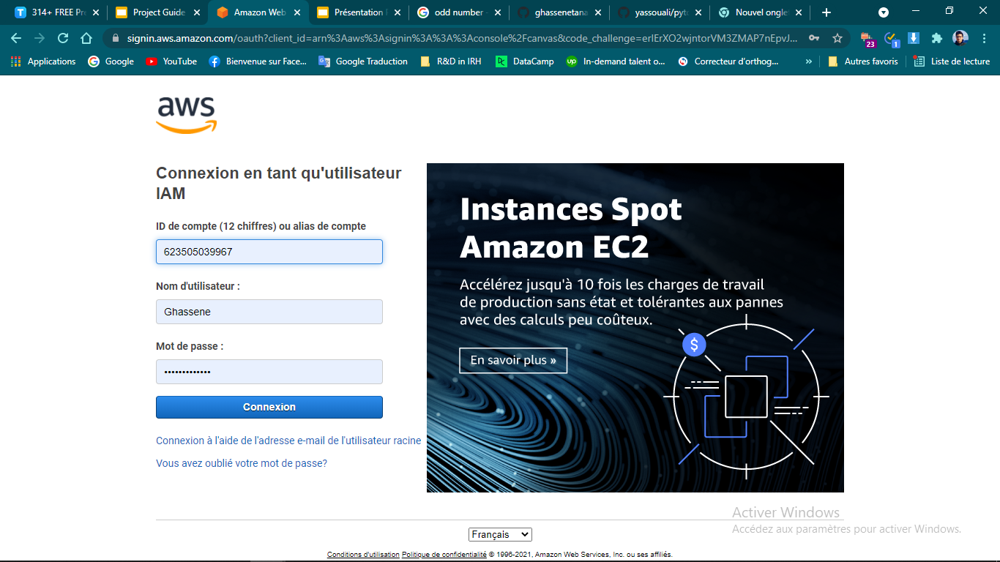 314+ FREE Pr
Project Guide
Amazon Web
Présentation
odd number -
ghassenetana
yassouali/pyt
Nouvel ongle
signin.aws.amazon.com/oauth?client_id=arn%3Aaws%3Asignin%3A%3A%3Aconsole%2Fcanvas&code_challenge=erIErXO2wjntorVM3ZMAP7nEpvJ...
23
1
Applications
Google
YouTube
Bienvenue sur Face...
Google Traduction
R&D in IRH
DataCamp
In-demand talent o...
Correcteur d'orthog...
»
Autres favoris
Liste de lecture
aws
Connexion en tant qu'utilisateur
IAM
ID de compte (12 chiffres) ou alias de compte
623505039967
Nom d'utilisateur :
Ghassene
Mot de passe :
•••••••••••••
Connexion
Connexion à l'aide de l'adresse e-mail de l'utilisateur racine
Vous avez oublié votre mot de passe?
Instances Spot
Amazon EC2
Accélérez jusqu'à 10 fois les charges de travail
de production sans état et tolérantes aux pannes
avec des calculs peu coûteux.
En savoir plus »
$
Activer Windows
Accédez aux paramètres pour activer Windows.
Français
Conditions d'utilisation Politique de confidentialité © 1996-2021, Amazon Web Services, Inc. ou ses affiliés.